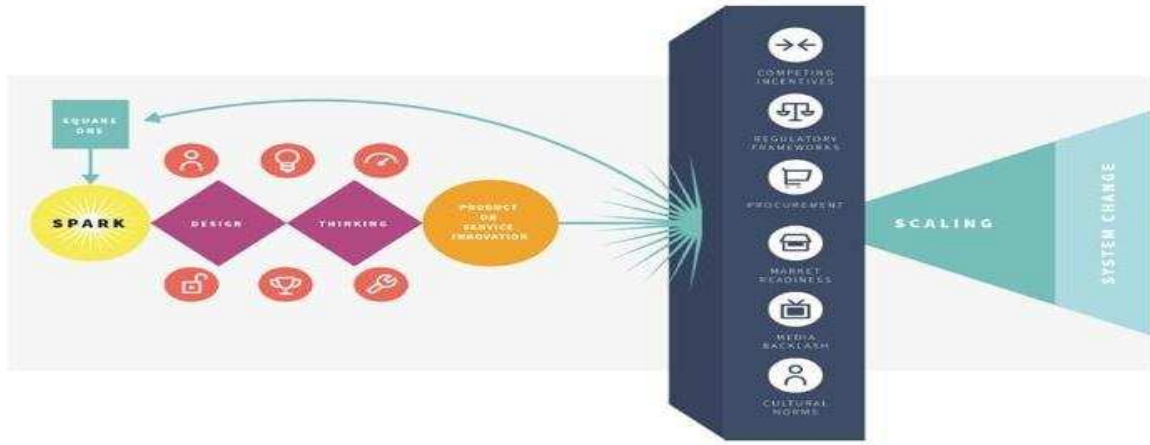 SQUARE
ONE
SPARK
DESIGN
THINKING
PRODUCT
OR
SERVICE
INNOVATION
COMPETING
INCENTIVES
REGULATORY
FRAMEWORKS
PROCUREMENT
MARKET
READINESS
MEDIA
BACKLASH
CULTURAL
NORMS
SCALING
SYSTEM CHANGE